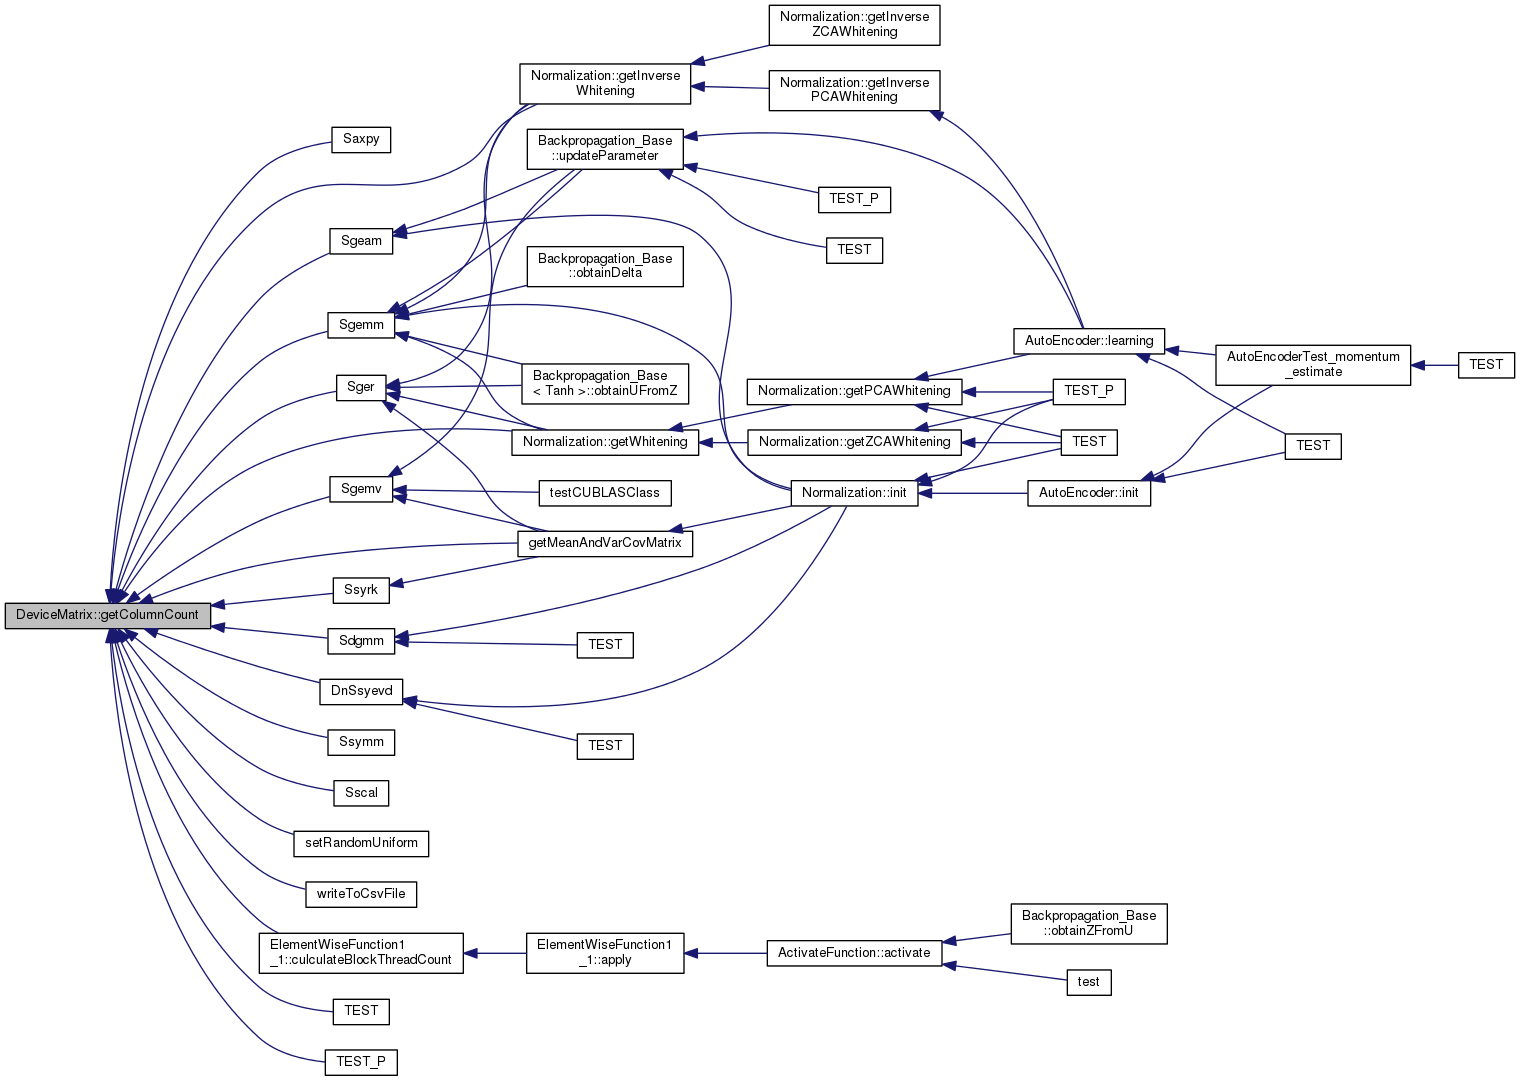 Normalization::getInverse
ZCAWhitening
Normalization::getInverse
Whitening
Normalization::getInverse
PCAWhitening
Saxpy
Backpropagation_Base
::updateParameter
TEST_P
Sgeam
TEST
Backpropagation_Base
::obtainDelta
Sgemm
AutoEncoder::learning
AutoEncoderTest_momentum
_estimate
TEST
Sger
Backpropagation_Base
< Tanh >::obtainUFromZ
Normalization::getPCAWhitening
TEST_P
Normalization::getWhitening
Normalization::getZCAWhitening
TEST
TEST
Sgemv
testCUBLASClass
Normalization::init
AutoEncoder::init
getMeanAndVarCovMatrix
Ssyrk
DeviceMatrix::getColumnCount
Sdgmm
TEST
DnSsyevd
Ssymm
TEST
Sscal
setRandomUniform
writeToCsvFile
ElementWiseFunction1
_1::culculateBlockThreadCount
ElementWiseFunction1
_1::apply
ActivateFunction::activate
Backpropagation_Base
::obtainZFromU
test
TEST
TEST_P